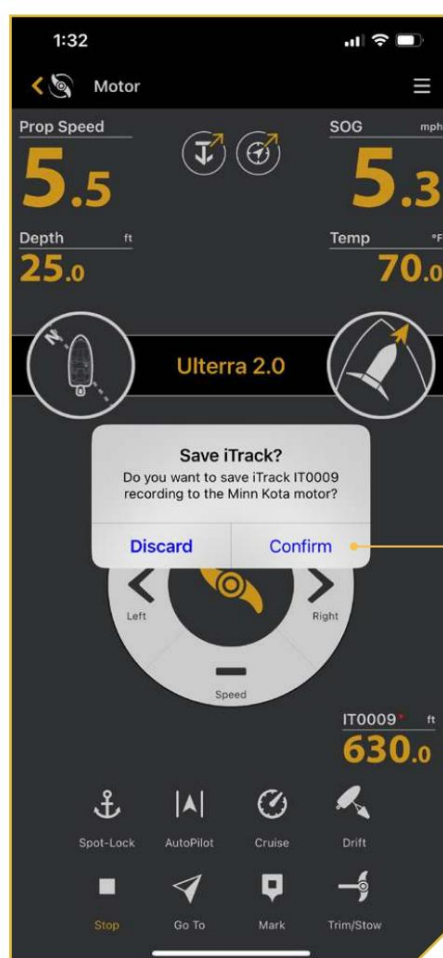 1:32
Motor
Prop Speed
5.5
SOG mph
5.3
Depth ft
25.0
Temp °F
70.0
N
Ulterra 2.0
Save iTrack?
Do you want to save iTrack IT0009
recording to the Minn Kota motor?
Discard Confirm
Left Right
Speed
IT0009* ft
630.0
Spot-Lock AutoPilot Cruise Drift
Stop Go To Mark Trim/Stow